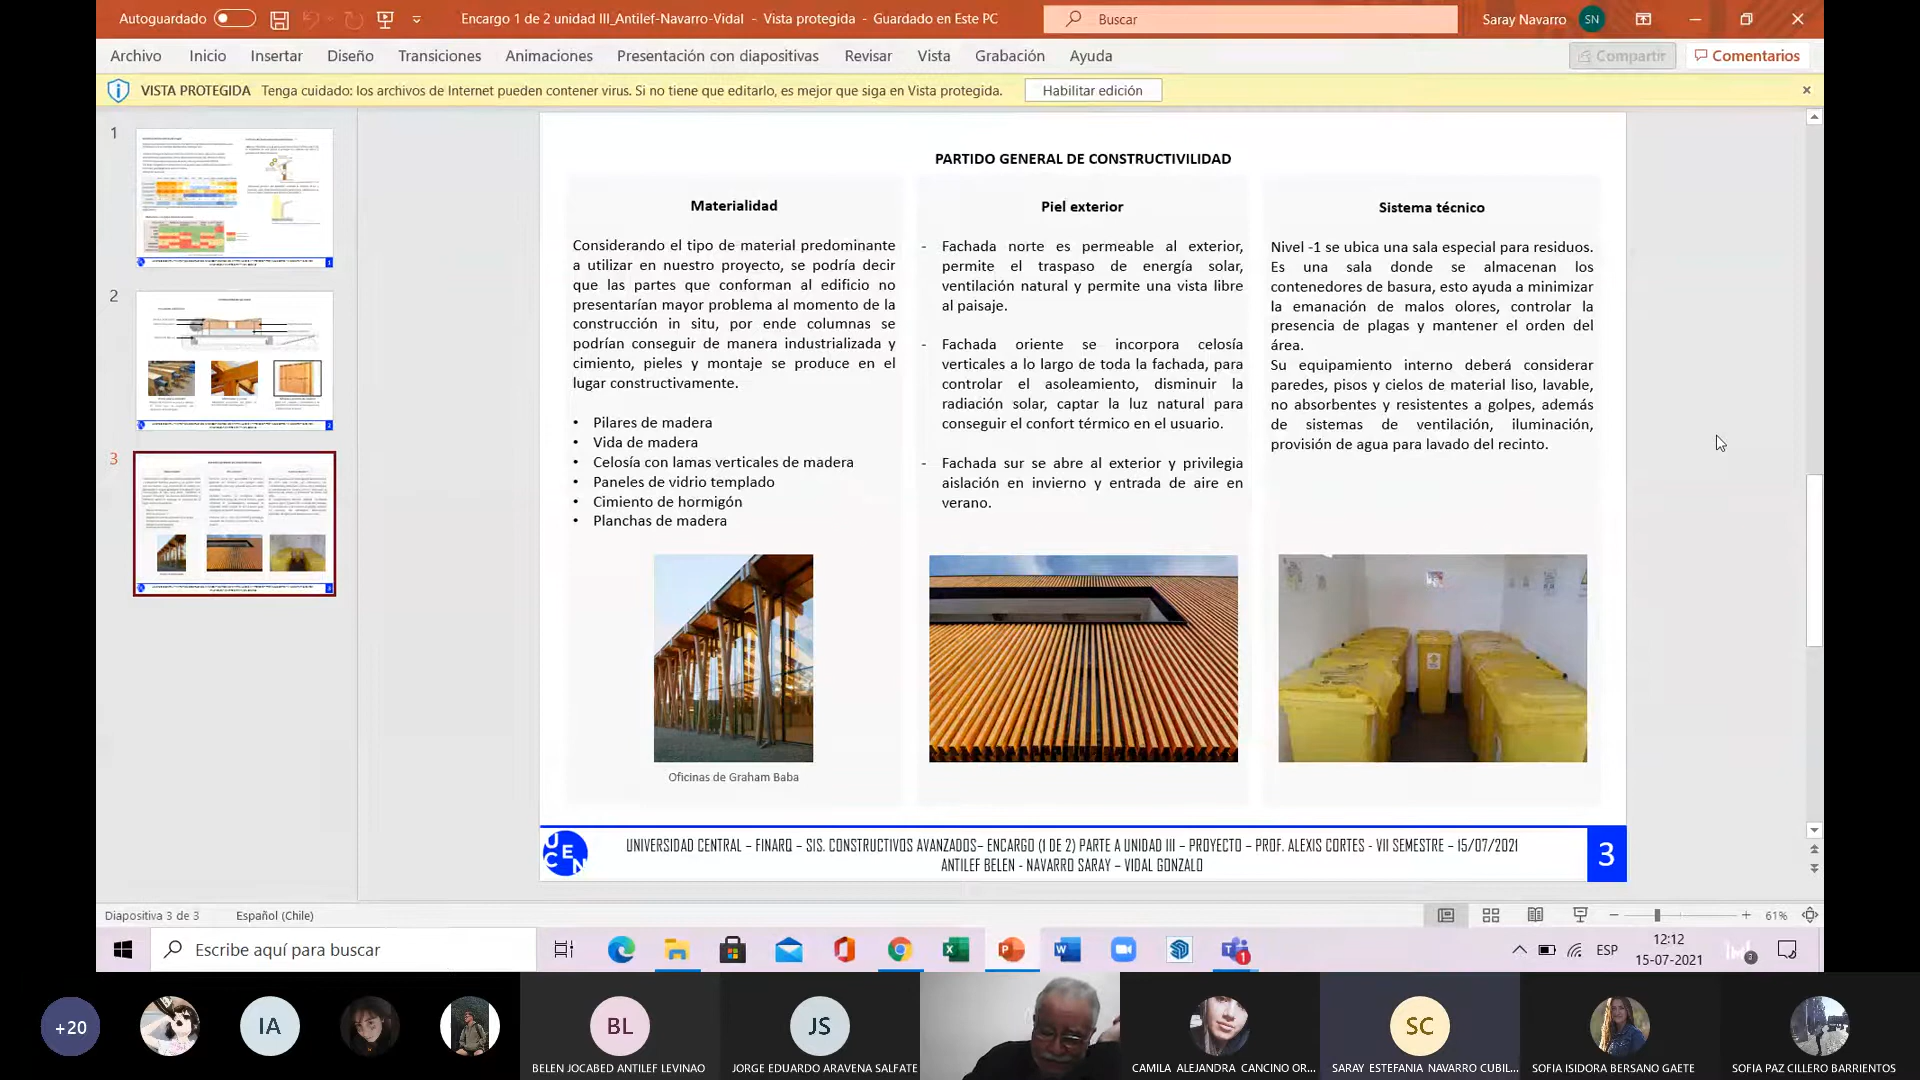 Autoguardado
Encargo 1 de 2 unidad III_Antilef-Navarro-Vidal - Vista protegida - Guardado en Este PC
Buscar
Saray Navarro
SN
Archivo Inicio Insertar Diseño Transiciones Animaciones Presentación con diapositivas Revisar Vista Grabación Ayuda
Compartir
Comentarios
VISTA PROTEGIDA Tenga cuidado: los archivos de Internet pueden contener virus. Si no tiene que editarlo, es mejor que siga en Vista protegida.
Habilitar edición
1
2
3
PARTIDO GENERAL DE CONSTRUCTIVILIDAD
Materialidad
Considerando el tipo de material predominante
a utilizar en nuestro proyecto, se podría decir
que las partes que conforman al edificio no
presentarían mayor problema al momento de la
construcción in situ, por ende columnas se
podrían conseguir de manera industrializada y
cimiento, pieles y montaje se produce en el
lugar constructivamente.
• Pilares de madera
• Vida de madera
• Celosía con lamas verticales de madera
• Paneles de vidrio templado
• Cimiento de hormigón
• Planchas de madera
Oficinas de Graham Baba
Piel exterior
- Fachada norte es permeable al exterior,
permite el traspaso de energía solar,
ventilación natural y permite una vista libre
al paisaje.
- Fachada oriente se incorpora celosía
verticales a lo largo de toda la fachada, para
controlar el asoleamiento, disminuir la
radiación solar, captar la luz natural para
conseguir el confort térmico en el usuario.
- Fachada sur se abre al exterior y privilegia
aislación en invierno y entrada de aire en
verano.
Sistema técnico
Nivel -1 se ubica una sala especial para residuos.
Es una sala donde se almacenan los
contenedores de basura, esto ayuda a minimizar
la emanación de malos olores, controlar la
presencia de plagas y mantener el orden del
área.
Su equipamiento interno deberá considerar
paredes, pisos y cielos de material liso, lavable,
no absorbentes y resistentes a golpes, además
de sistemas de ventilación, iluminación,
provisión de agua para lavado del recinto.
UCEN
UNIVERSIDAD CENTRAL – FINARQ – SIS. CONSTRUCTIVOS AVANZADOS– ENCARGO (1 DE 2) PARTE A UNIDAD III – PROYECTO – PROF. ALEXIS CORTES - VII SEMESTRE – 15/07/2021
ANTILEF BELEN - NAVARRO SARAY – VIDAL GONZALO
3
Diapositiva 3 de 3
Español (Chile)
61%
Escribe aquí para buscar
1
ESP
12:12
15-07-2021
3
+20
IA
BL
JS
SC
BELEN JOCABED ANTILEF LEVINAO
JORGE EDUARDO ARAVENA SALFATE
CAMILA ALEJANDRA CANCINO OR...
SARAY ESTEFANIA NAVARRO CUBIL...
SOFIA ISIDORA BERSANO GAETE
SOFIA PAZ CILLERO BARRIENTOS